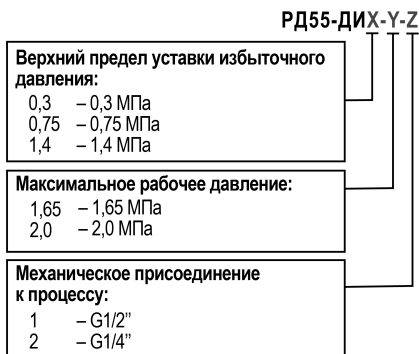 РД55-ДИX-Y-Z
Верхний предел уставки избыточного
давления:
0,3 – 0,3 МПа
0,75 – 0,75 МПа
1,4 – 1,4 МПа
Максимальное рабочее давление:
1,65 – 1,65 МПа
2,0 – 2,0 МПа
Механическое присоединение
к процессу:
1 – G1/2”
2 – G1/4”